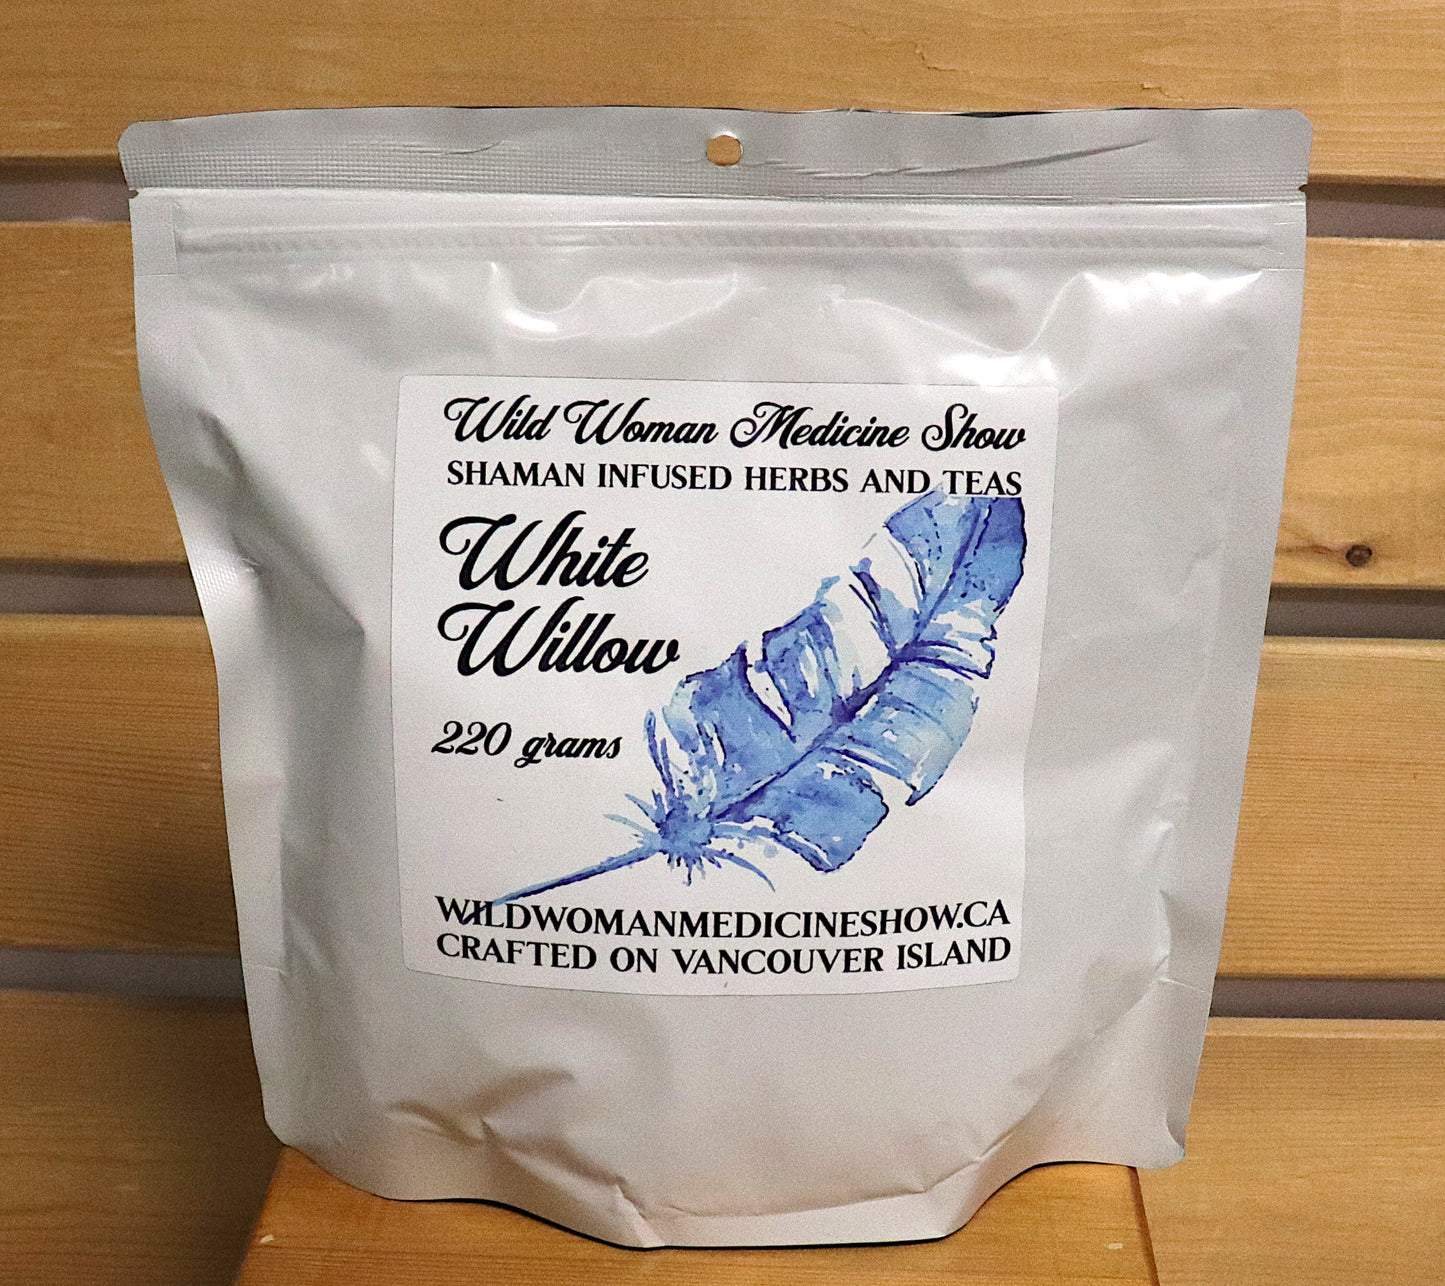 Wild Woman Medicine Show
SHAMAN INFUSED HERBS AND TEAS
White
Willow
220 grams
WILDWOMANMEDICINESHOW.CA
CRAFTED ON VANCOUVER ISLAND